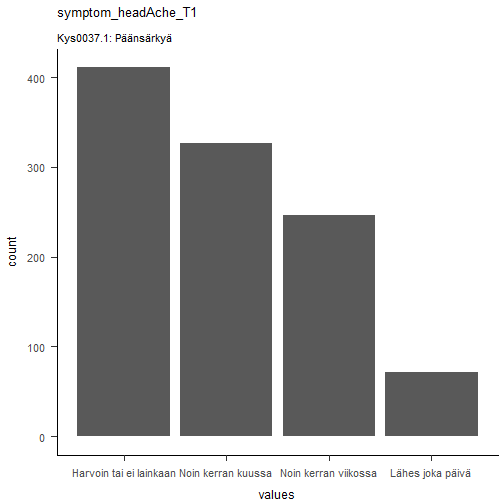 symptom_headAche_T1
Kys0037.1: Päänsärkyä
400
300
200
100
0
count
Harvoin tai ei lainkaan Noin kerran kuussa Noin kerran viikossa Lähes joka päivä
values